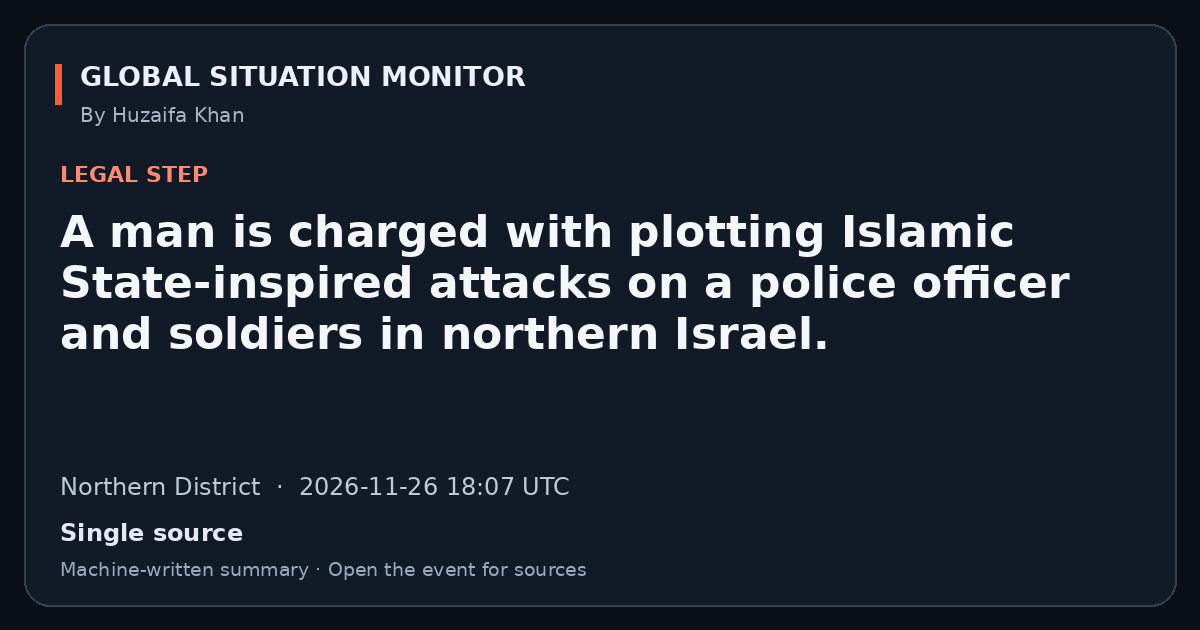 GLOBAL SITUATION MONITOR
By Huzaifa Khan
LEGAL STEP
A man is charged with plotting Islamic
State-inspired attacks on a police officer
and soldiers in northern Israel.
Northern District · 2026-11-26 18:07 UTC
Single source
Machine-written summary · Open the event for sources